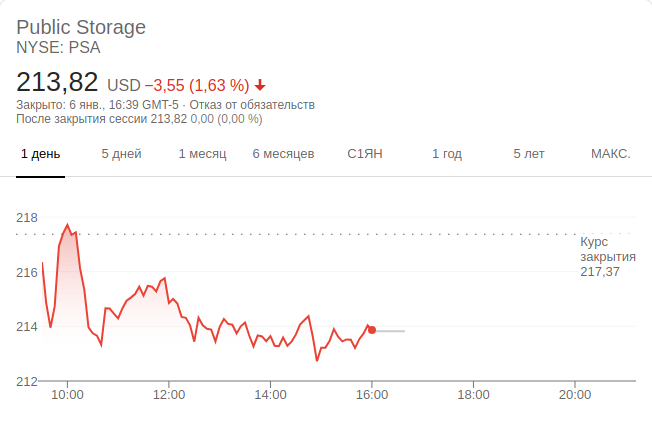 Public Storage
NYSE: PSA
213,82 USD −3,55 (1,63 %)
Закрыто: 6 янв., 16:39 GMT-5 · Отказ от обязательств
После закрытия сессии 213,82 0,00 (0,00 %)
1 день 5 дней 1 месяц 6 месяцев С1ЯН 1 год 5 лет МАКС.
218
Курс
закрытия
217,37
216
214
212
10:00 12:00 14:00 16:00 18:00 20:00